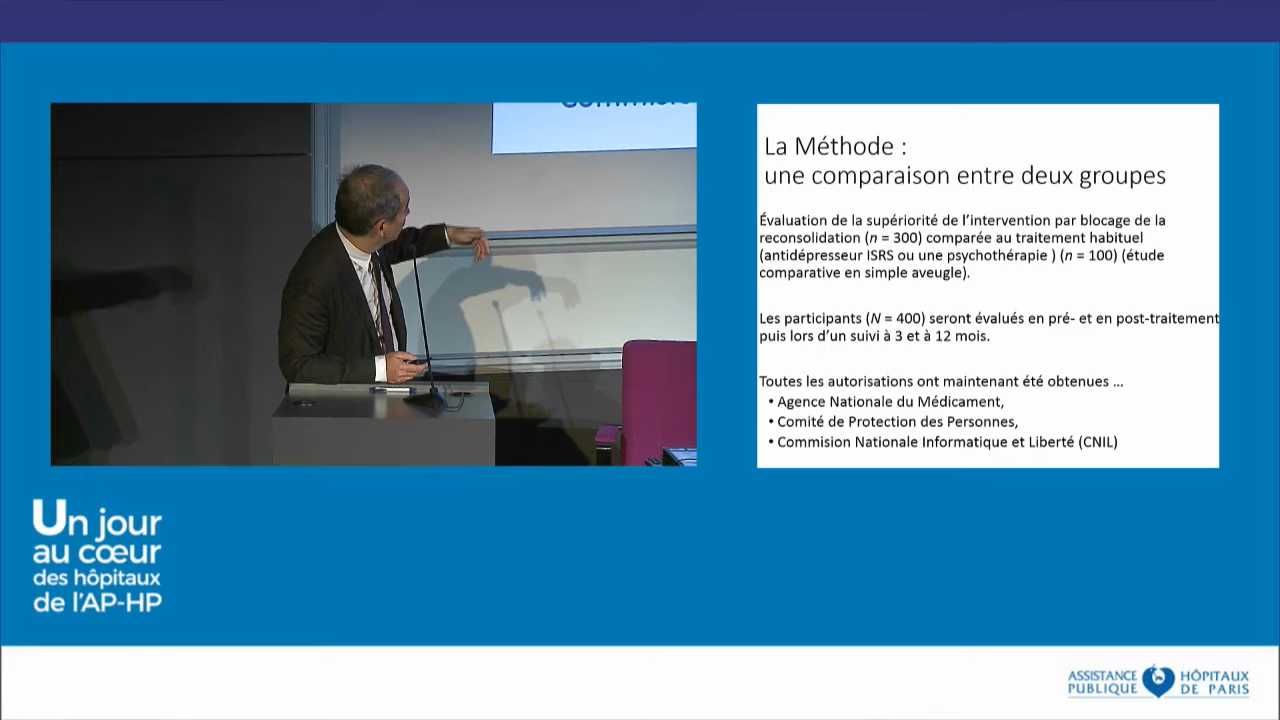 La Méthode :
une comparaison entre deux groupes
Évaluation de la supériorité de l'intervention par blocage de la
reconsolidation (n = 300) comparée au traitement habituel
(antidépresseur ISRS ou une psychothérapie ) (n = 100) (étude
comparative en simple aveugle).
Les participants (N = 400) seront évalués en pré- et en post-traitement
puis lors d'un suivi à 3 et à 12 mois.
Toutes les autorisations ont maintenant été obtenues ...
• Agence Nationale du Médicament,
• Comité de Protection des Personnes,
• Commision Nationale Informatique et Liberté (CNIL)
Un jour
au cœur
des hôpitaux
de l'AP-HP
ASSISTANCE HÔPITAUX
PUBLIQUE DE PARIS